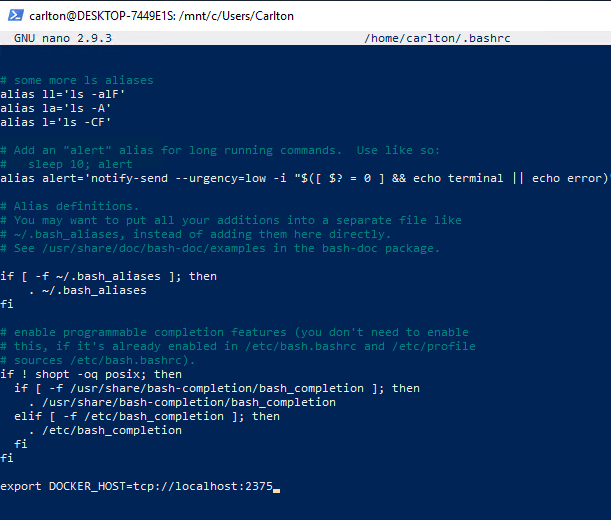 carlton@DESKTOP-7449E1S: /mnt/c/Users/Carlton
GNU nano 2.9.3 /home/carlton/.bashrc
# some more ls aliases
alias ll='ls -alF'
alias la='ls -A'
alias l='ls -CF'
# Add an "alert" alias for long running commands.  Use like so:
#   sleep 10; alert
alias alert='notify-send --urgency=low -i "$([ $? = 0 ] && echo terminal || echo error)"
# Alias definitions.
# You may want to put all your additions into a separate file like
# ~/.bash_aliases, instead of adding them here directly.
# See /usr/share/doc/bash-doc/examples in the bash-doc package.
if [ -f ~/.bash_aliases ]; then
    . ~/.bash_aliases
fi
# enable programmable completion features (you don't need to enable
# this, if it's already enabled in /etc/bash.bashrc and /etc/profile
# sources /etc/bash.bashrc).
if ! shopt -oq posix; then
  if [ -f /usr/share/bash-completion/bash_completion ]; then
    . /usr/share/bash-completion/bash_completion
  elif [ -f /etc/bash_completion ]; then
    . /etc/bash_completion
  fi
fi
export DOCKER_HOST=tcp://localhost:2375